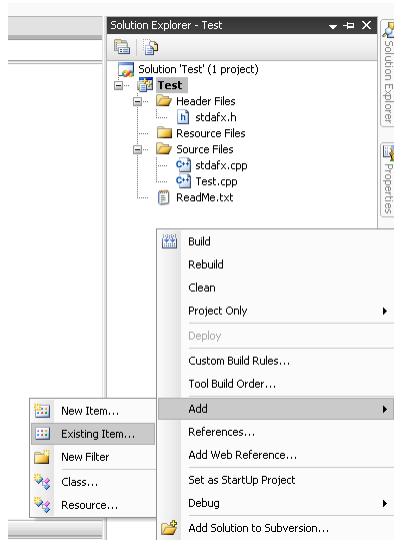 Solution Explorer - Test
Solution 'Test' (1 project)
Test
Header Files
stdafx.h
Resource Files
Source Files
stdafx.cpp
Test.cpp
ReadMe.txt
Solution Explorer
Properties
Build
Rebuild
Clean
Project Only
Deploy
Custom Build Rules...
Tool Build Order...
Add
References...
Add Web Reference...
Set as StartUp Project
Debug
Add Solution to Subversion...
New Item...
Existing Item...
New Filter
Class...
Resource...